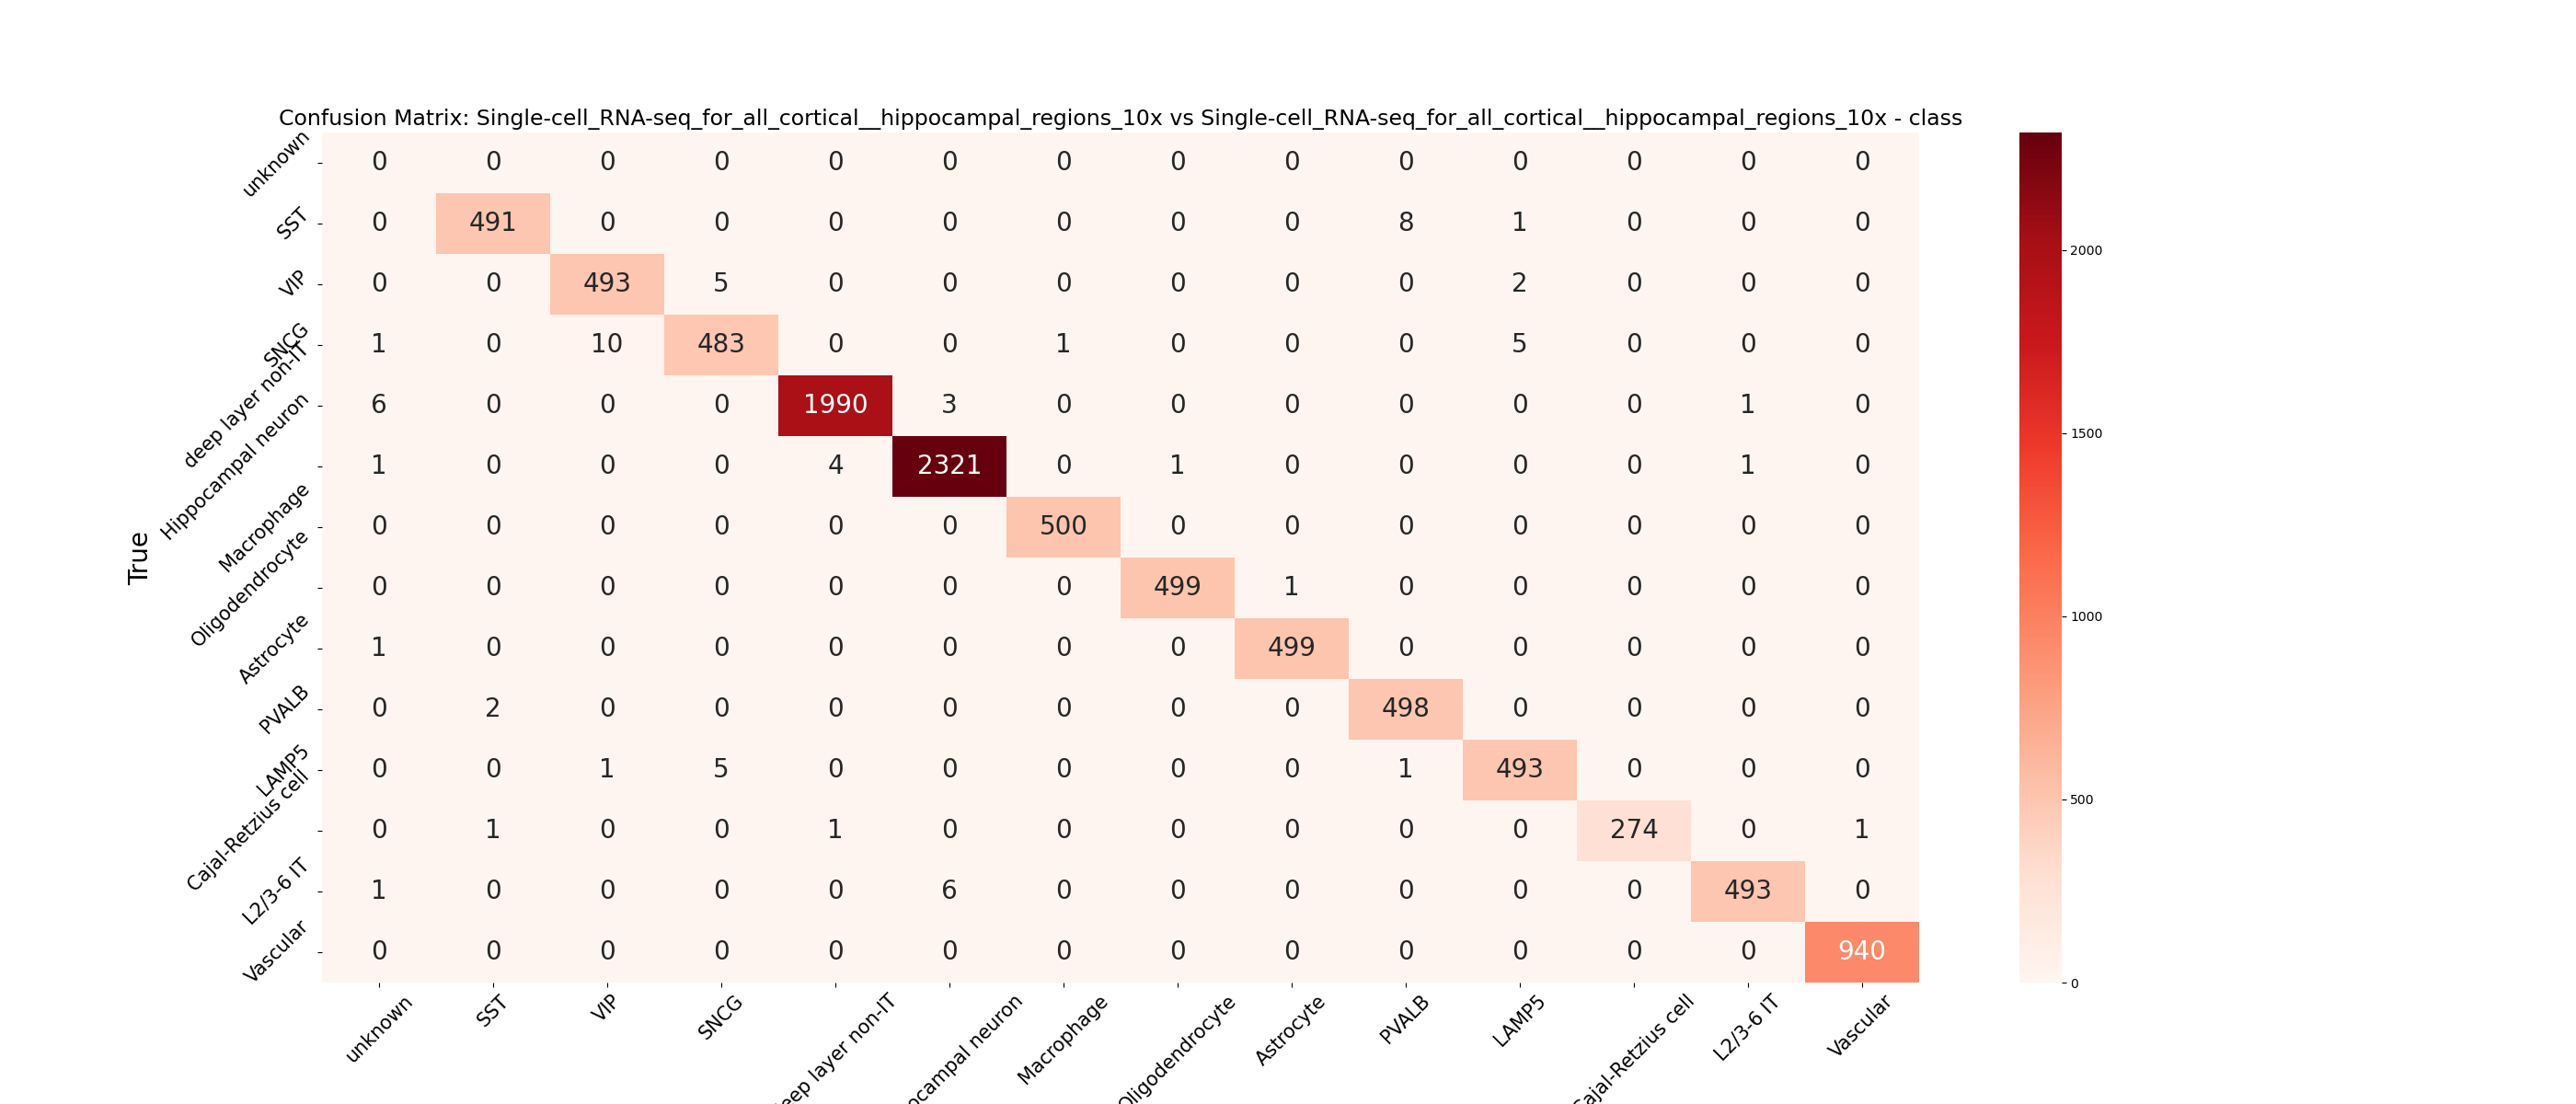 Confusion Matrix: Single-cell_RNA-seq_for_all_cortical__hippocampal_regions_10x vs Single-cell_RNA-seq_for_all_cortical__hippocampal_regions_10x - class
True
unknown 0 0 0 0 0 0 0 0 0 0 0 0 0 0
SST 0 491 0 0 0 0 0 0 0 8 1 0 0 0
VIP 0 0 493 5 0 0 0 0 0 0 2 0 0 0
SNCG 1 0 10 483 0 0 1 0 0 0 5 0 0 0
deep layer non-IT 6 0 0 0 1990 3 0 0 0 0 0 0 1 0
Hippocampal neuron 1 0 0 0 4 2321 0 1 0 0 0 0 1 0
Macrophage 0 0 0 0 0 0 500 0 0 0 0 0 0 0
Oligodendrocyte 0 0 0 0 0 0 0 499 1 0 0 0 0 0
Astrocyte 1 0 0 0 0 0 0 0 499 0 0 0 0 0
PVALB 0 2 0 0 0 0 0 0 0 498 0 0 0 0
LAMP5 0 0 1 5 0 0 0 0 0 1 493 0 0 0
Cajal-Retzius cell 0 1 0 0 1 0 0 0 0 0 0 274 0 1
L2/3-6 IT 1 0 0 0 0 6 0 0 0 0 0 0 493 0
Vascular 0 0 0 0 0 0 0 0 0 0 0 0 0 940
unknown SST VIP SNCG eep layer non-IT ocampal neuron Macrophage Oligodendrocyte Astrocyte PVALB LAMP5 Cajal-Retzius cell L2/3-6 IT Vascular
2000
1500
1000
500
0